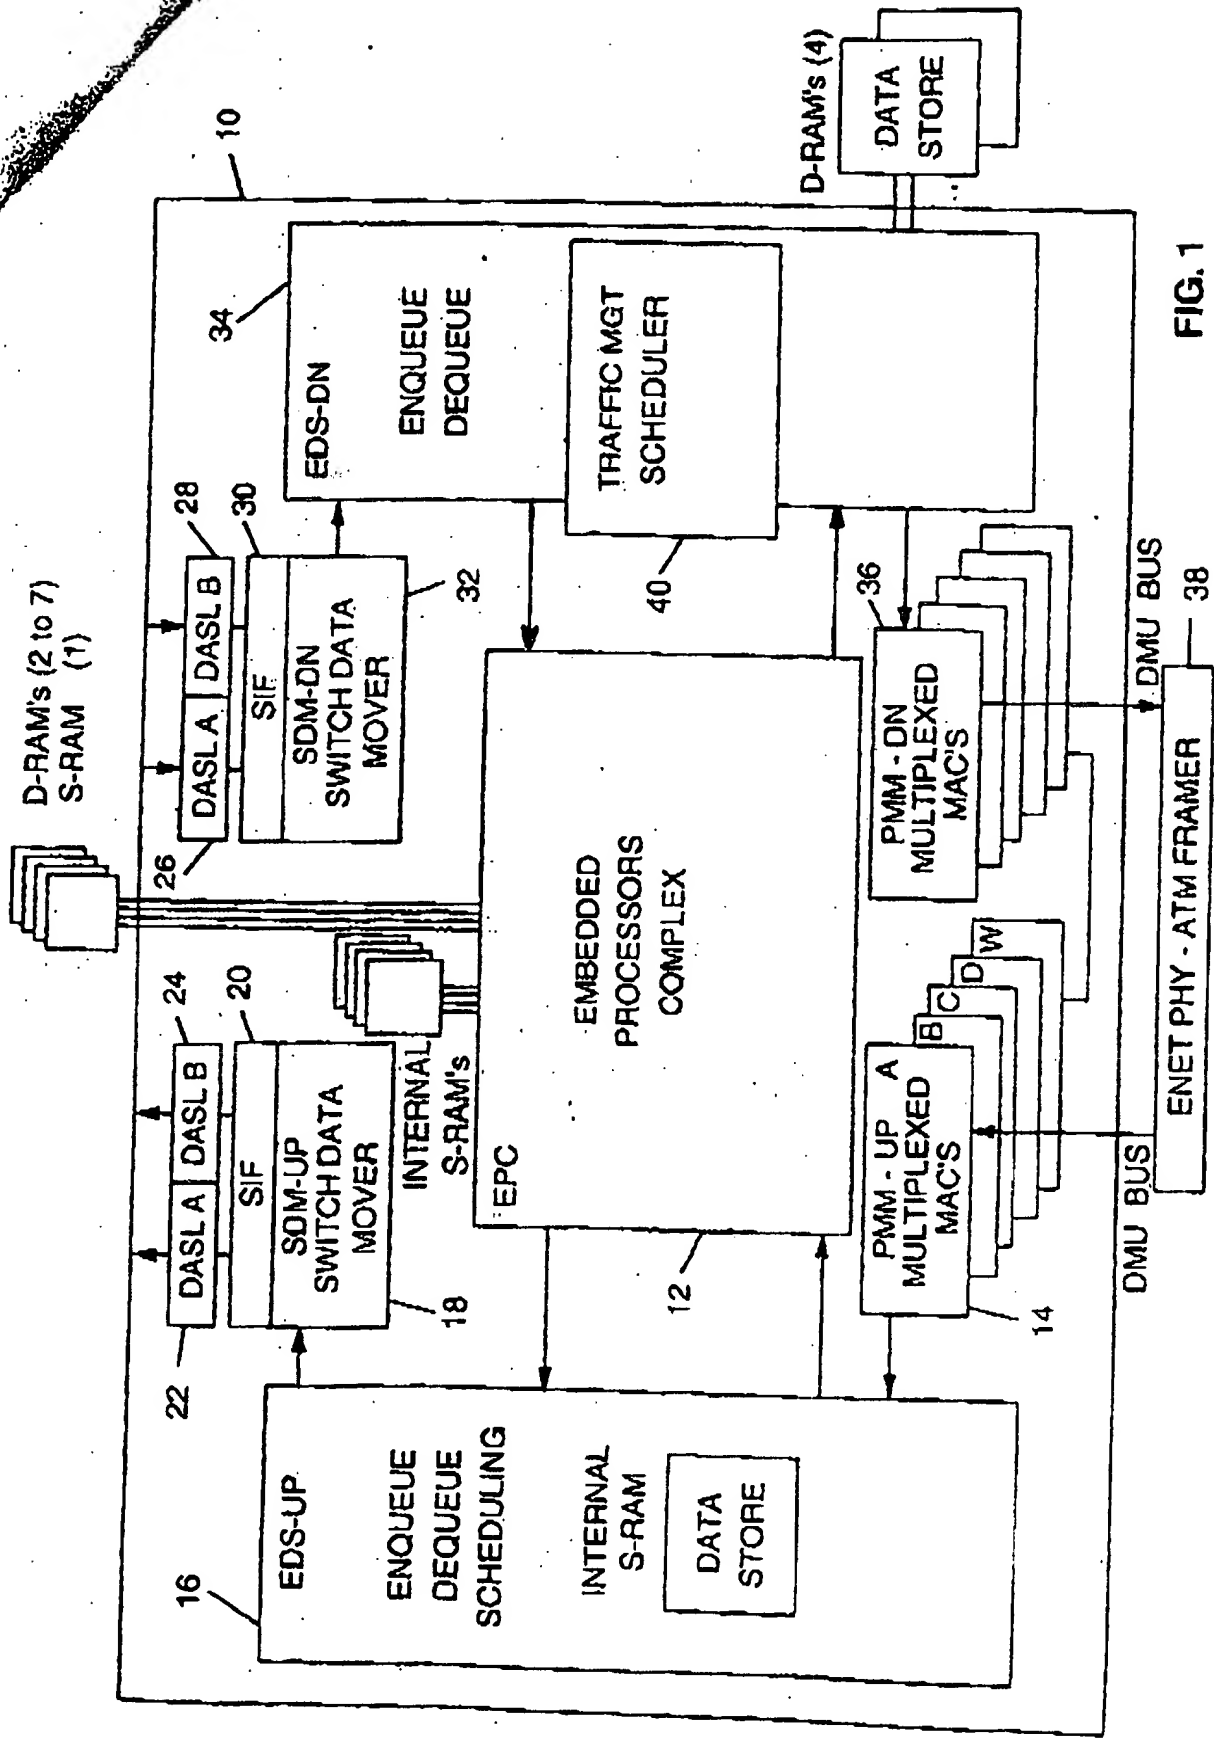 D-RAM's (2 to 7)
S-RAM (1)
10
22
24
26
28
DASL A
DASL B
DASL A
DASL B
20
30
SIF
SIF
16
34
EDS-UP
SDM-UP
SWITCH DATA
MOVER
SDM-DN
SWITCH DATA
MOVER
EDS-DN
18
32
ENQUEUE
DEQUEUE
SCHEDULING
INTERNAL
S-RAM's
ENQUEUE
DEQUEUE
EPC
INTERNAL
S-RAM
DATA
STORE
EMBEDDED
PROCESSORS
COMPLEX
TRAFFIC MGT
SCHEDULER
40
12
D-RAM's (4)
DATA
STORE
PMM - UP A
MULTIPLEXED
MAC'S
B
C
D
W
14
36
PMM - DN
MULTIPLEXED
MAC'S
DMU BUS
DMU BUS
ENET PHY - ATM FRAMER
38
FIG. 1